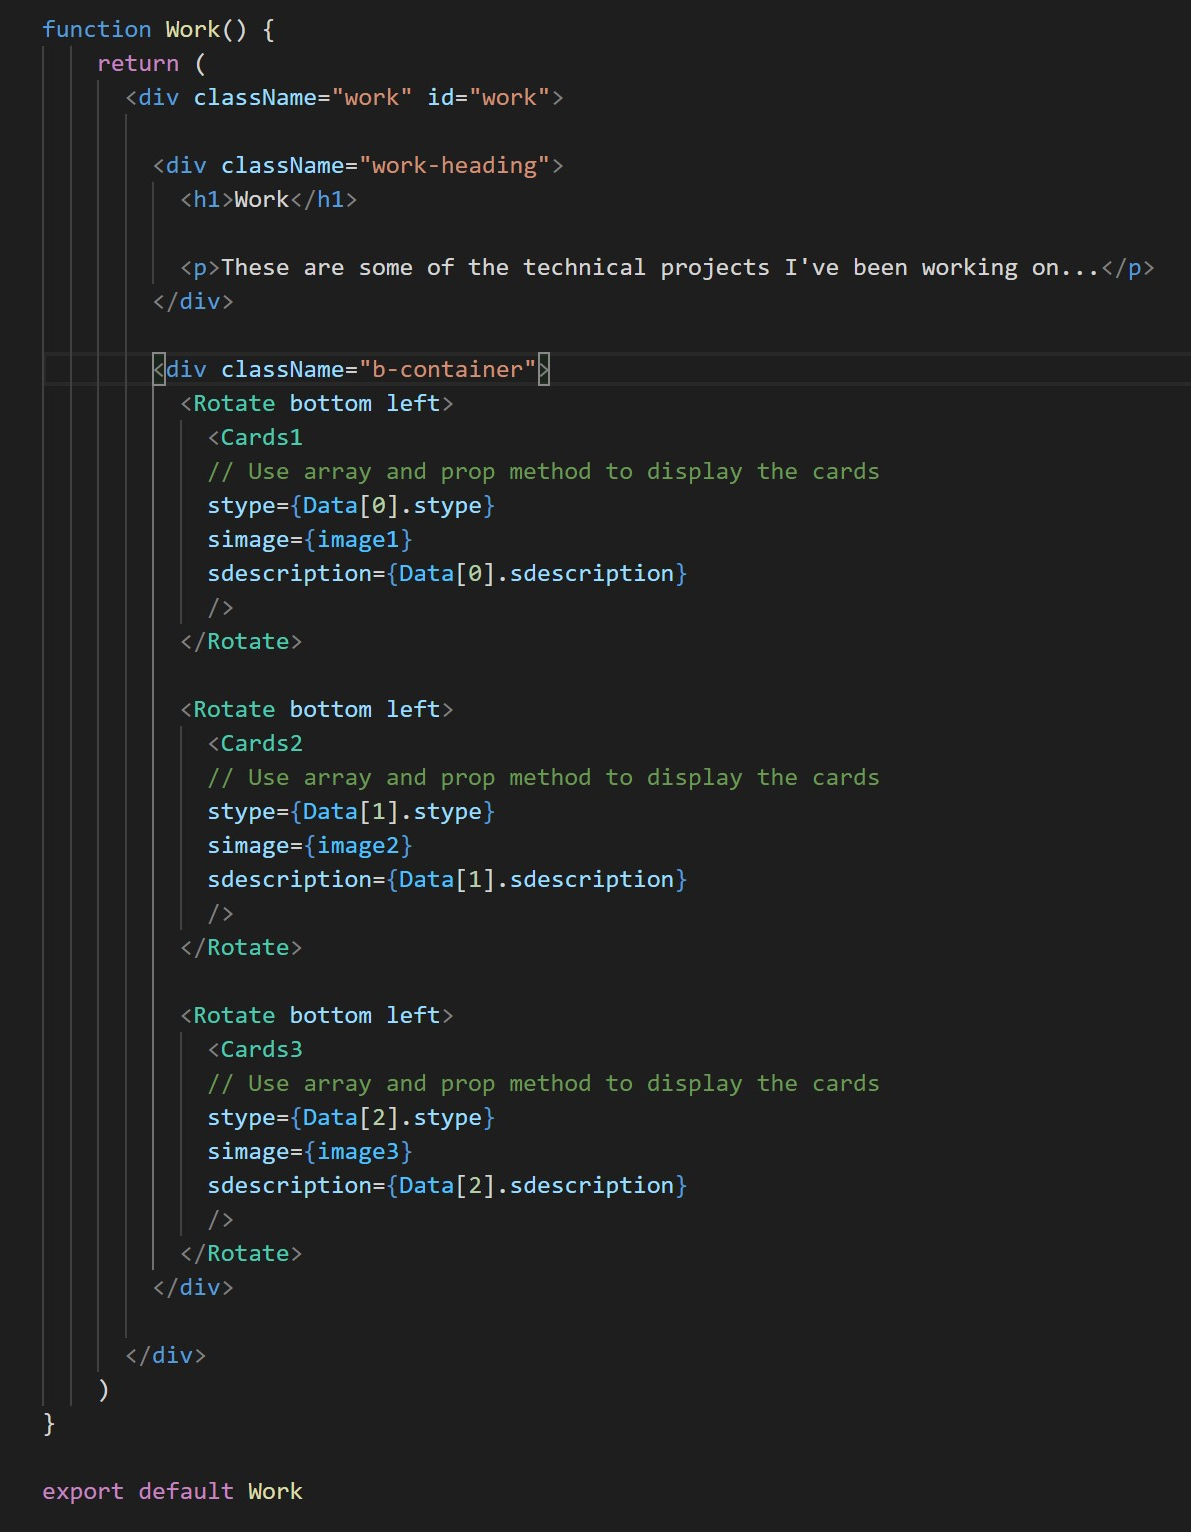 function Work() {
return (
<div className="work" id="work">
<div className="work-heading">
<h1>Work</h1>
<p>These are some of the technical projects I've been working on...</p>
</div>
<div className="b-container">
<Rotate bottom left>
<Cards1
// Use array and prop method to display the cards
stype={Data[0].stype}
simage={image1}
sdescription={Data[0].sdescription}
/>
</Rotate>
<Rotate bottom left>
<Cards2
// Use array and prop method to display the cards
stype={Data[1].stype}
simage={image2}
sdescription={Data[1].sdescription}
/>
</Rotate>
<Rotate bottom left>
<Cards3
// Use array and prop method to display the cards
stype={Data[2].stype}
simage={image3}
sdescription={Data[2].sdescription}
/>
</Rotate>
</div>
</div>
)
}
export default Work